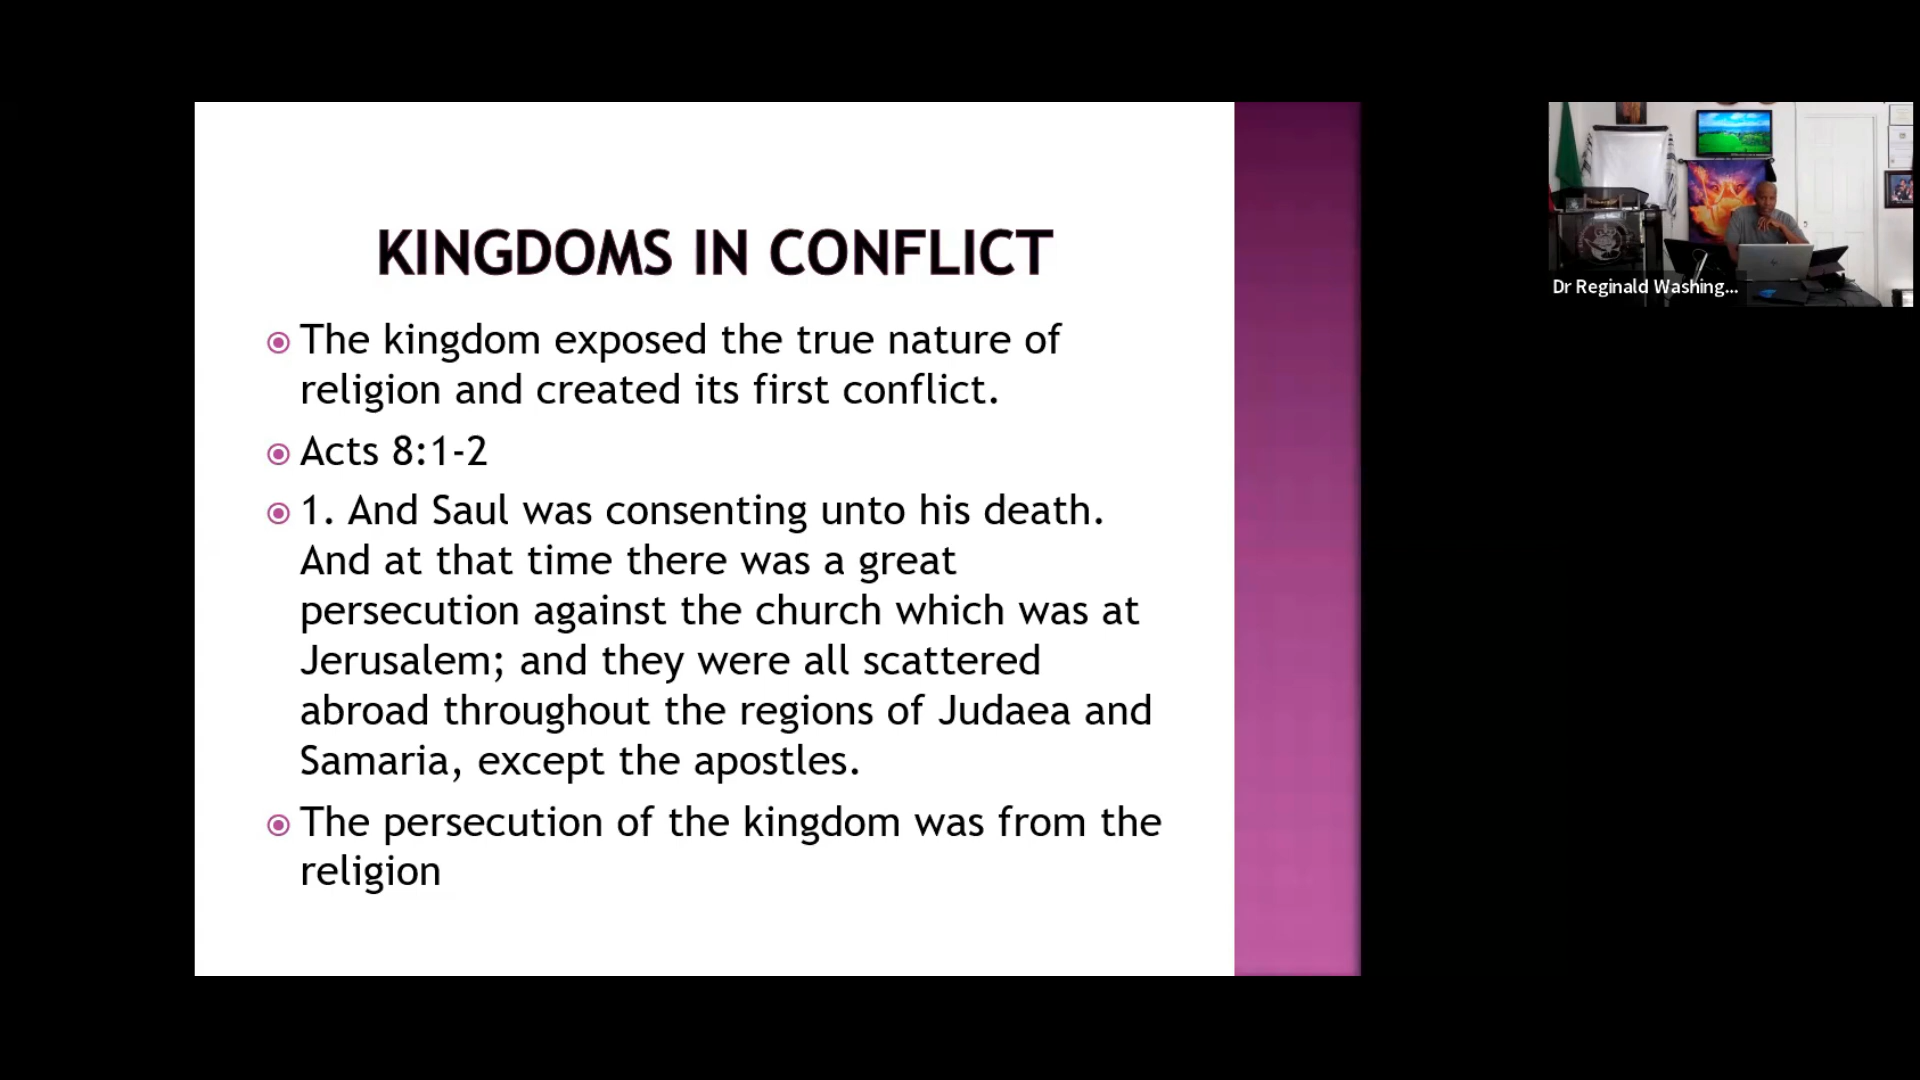 KINGDOMS IN CONFLICT
The kingdom exposed the true nature of
religion and created its first conflict.
Acts 8:1-2
1. And Saul was consenting unto his death.
And at that time there was a great
persecution against the church which was at
Jerusalem; and they were all scattered
abroad throughout the regions of Judaea and
Samaria, except the apostles.
The persecution of the kingdom was from the
religion
Dr Reginald Washing...